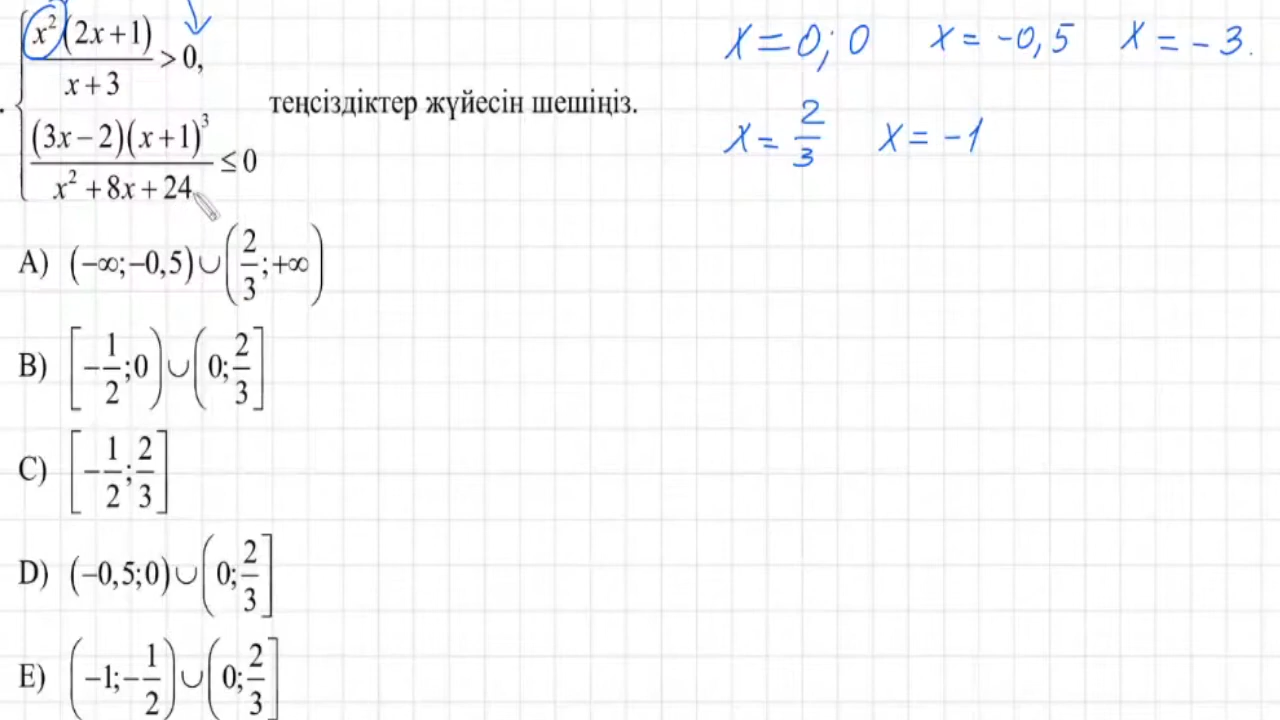 x²(2x+1)/(x+3) > 0,
(3x−2)(x+1)³/(x²+8x+24) ≤ 0
теңсіздіктер жүйесін шешіңіз.
x = 0; 0 x = -0,5 x = -3.
x = 2/3 x = -1
A) (−∞;−0,5)∪(2/3;+∞)
B) [−1/2;0)∪(0;2/3]
C) [−1/2;2/3]
D) (−0,5;0)∪(0;2/3]
E) (−1;−1/2)∪(0;2/3]